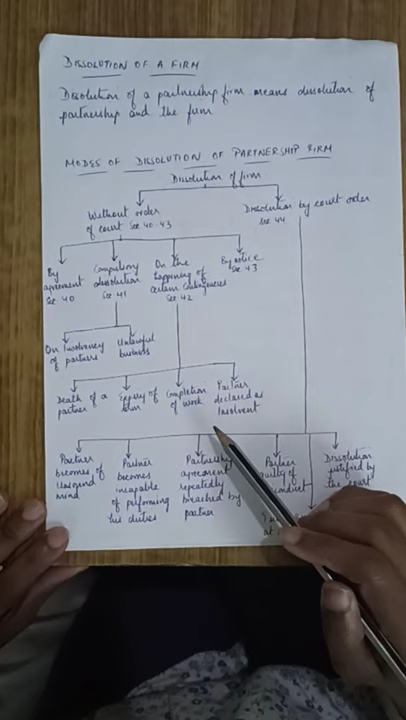 DISSOLUTION OF A FIRM
Dissolution of a partnership firm means dissolution of
partnership and the firm
MODES OF DISSOLUTION OF PARTNERSHIP FIRM
Dissolution of firm
Without order
of court sec 40-43
Dissolution by court order
sec 44
By
agreement
sec 40
Compulsory
dissolution
sec 41
On the
happening of
certain contingencies
sec 42
By notice
sec 43
On Insolvency
of partners
Unlawful
business
Death of a
partner
Expiry of
term
Completion
of work
Partner
declared as
Insolvent
Partner
becomes of
unsound
mind
Partner
becomes
incapable
of performing
his duties
Partnership
agreement
repeatedly
breached by
partner
Partner
guilty of
Dissolution
justified by
the court